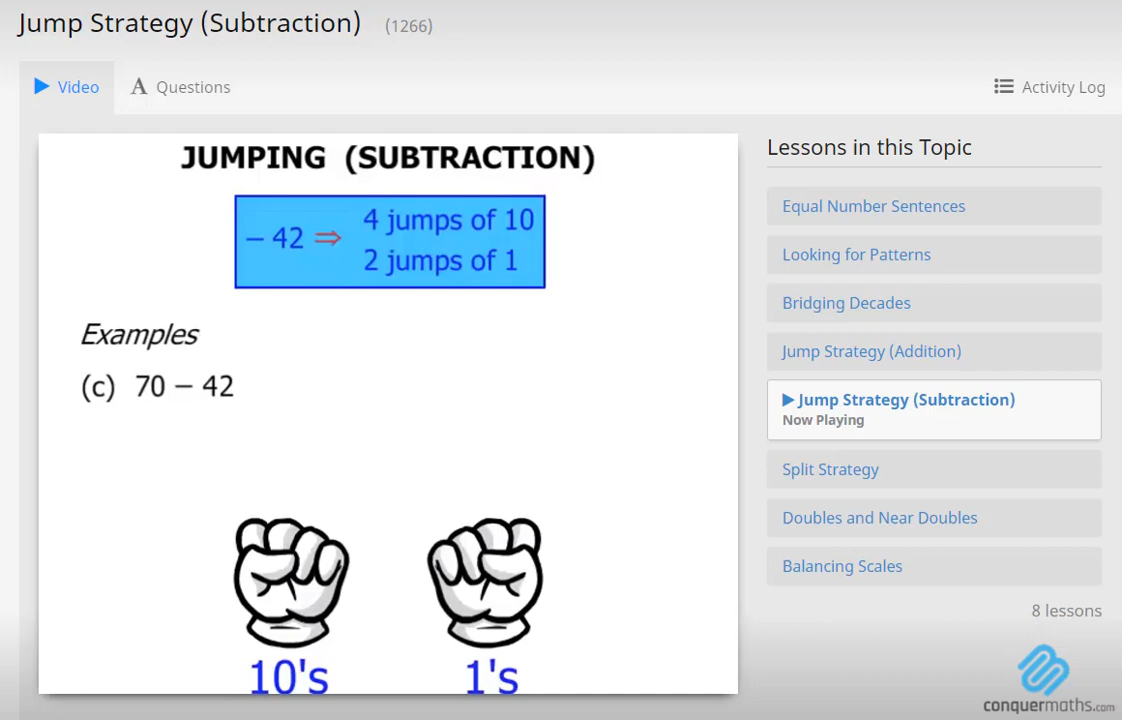 Jump Strategy (Subtraction) (1266)
Video
Questions
Activity Log
JUMPING (SUBTRACTION)
– 42 ⇒
4 jumps of 10
2 jumps of 1
Examples
(c) 70 – 42
10's
1's
Lessons in this Topic
Equal Number Sentences
Looking for Patterns
Bridging Decades
Jump Strategy (Addition)
Jump Strategy (Subtraction)
Now Playing
Split Strategy
Doubles and Near Doubles
Balancing Scales
8 lessons
conquermaths.com